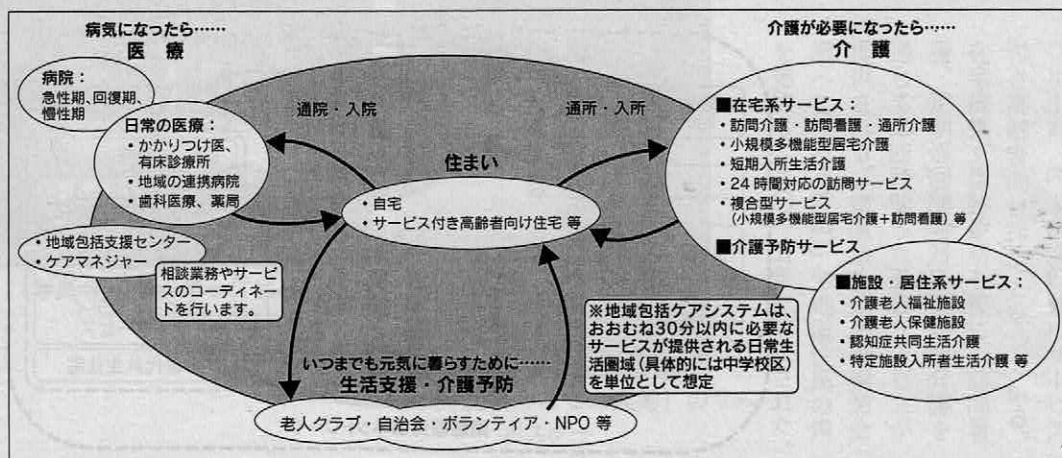 病気になったら……
医 療
病院：
急性期、回復期、
慢性期
日常の医療：
・かかりつけ医、
有床診療所
・地域の連携病院
・歯科医療、薬局
・地域包括支援センター
・ケアマネジャー
相談業務やサービ
スのコーディネー
トを行います。
通院・入院
通所・入所
住まい
・自宅
・サービス付き高齢者向け住宅 等
介護が必要になったら……
介 護
■在宅系サービス：
・訪問介護・訪問看護・通所介護
・小規模多機能型居宅介護
・短期入所生活介護
・24時間対応の訪問サービス
・複合型サービス
（小規模多機能型居宅介護＋訪問看護）等
■介護予防サービス
■施設・居住系サービス：
・介護老人福祉施設
・介護老人保健施設
・認知症共同生活介護
・特定施設入所者生活介護 等
※地域包括ケアシステムは、
おおむね30分以内に必要な
サービスが提供される日常生
活圏域（具体的には中学校区）
を単位として想定
いつまでも元気に暮らすために……
生活支援・介護予防
老人クラブ・自治会・ボランティア・NPO 等